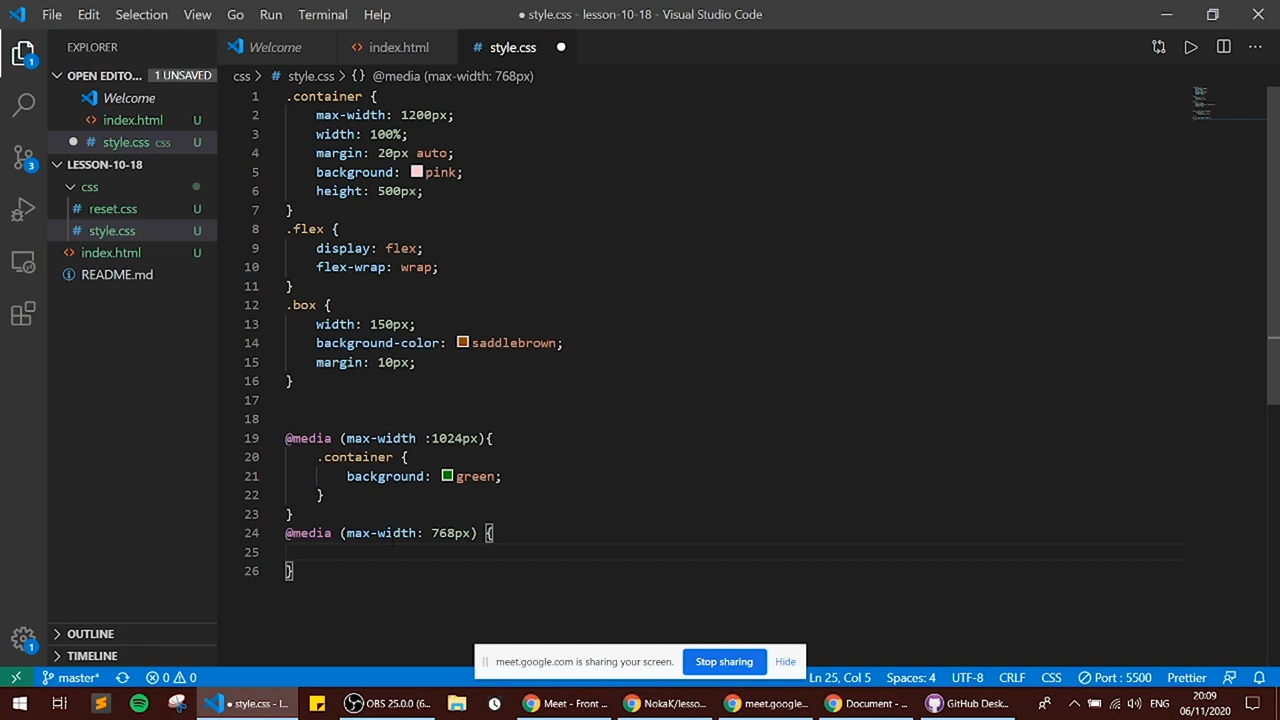 File Edit Selection View Go Run Terminal Help
● style.css - lesson-10-18 - Visual Studio Code
EXPLORER
Welcome
index.html
style.css
OPEN EDITO... 1 UNSAVED
css > style.css > {} @media (max-width: 768px)
Welcome
index.html U
style.css css U
LESSON-10-18
css
reset.css U
style.css U
index.html U
README.md
1 .container {
2 max-width: 1200px;
3 width: 100%;
4 margin: 20px auto;
5 background: pink;
6 height: 500px;
7 }
8 .flex {
9 display: flex;
10 flex-wrap: wrap;
11 }
12 .box {
13 width: 150px;
14 background-color: saddlebrown;
15 margin: 10px;
16 }
17
18
19 @media (max-width :1024px){
20 .container {
21 background: green;
22 }
23 }
24 @media (max-width: 768px) {
25
26 }
1
3
1
OUTLINE
TIMELINE
meet.google.com is sharing your screen. Stop sharing Hide
master* 0 0 Ln 25, Col 5 Spaces: 4 UTF-8 CRLF CSS Port : 5500 Prettier
● style.css - l... OBS 25.0.0 (6... Meet - Front ... NokaK/lesso... meet.google... Document - ... GitHub Desk...
20:09
06/11/2020